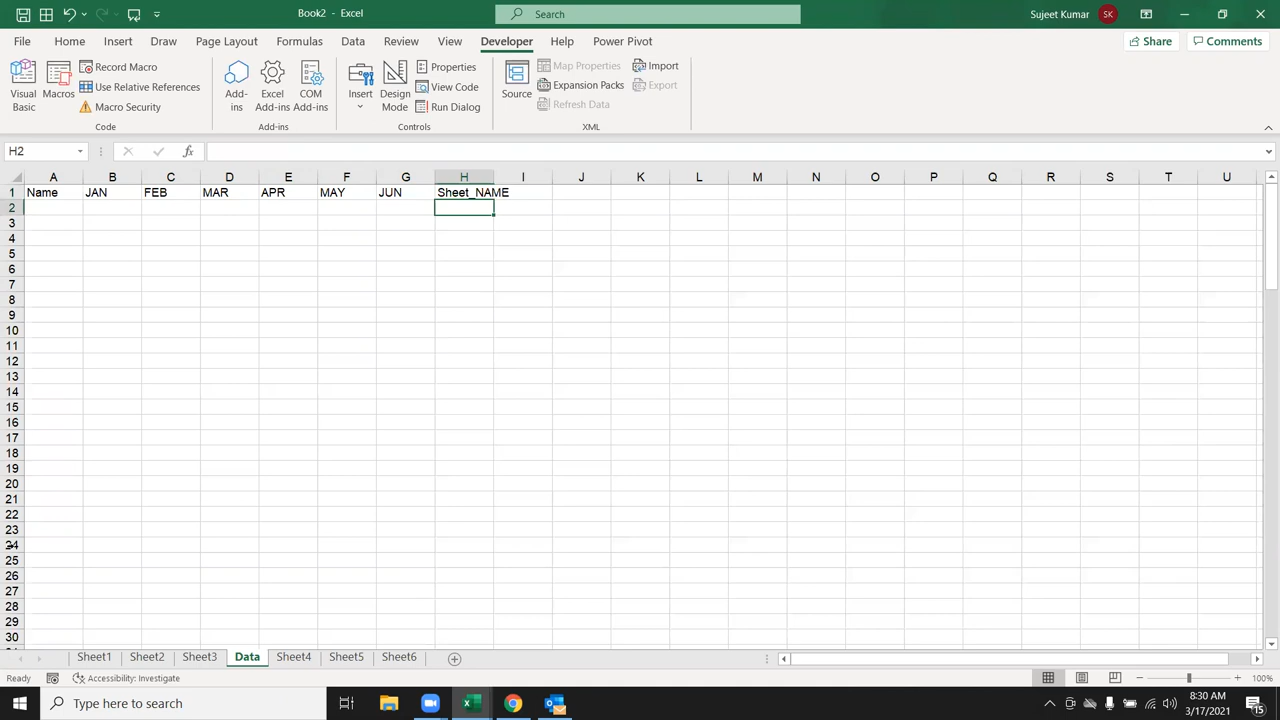 Book2 - Excel
Search
Sujeet Kumar
SK
File Home Insert Draw Page Layout Formulas Data Review View Developer Help Power Pivot
Share
Comments
Visual Basic
Macros
Record Macro
Use Relative References
Macro Security
Code
Add-ins
Excel Add-ins
COM Add-ins
Add-ins
Insert
Design Mode
Properties
View Code
Run Dialog
Controls
Source
Map Properties
Expansion Packs
Refresh Data
Import
Export
XML
H2
fx
A B C D E F G H I J K L M N O P Q R S T U
1 Name JAN FEB MAR APR MAY JUN Sheet_NAME
2
3
4
5
6
7
8
9
10
11
12
13
14
15
16
17
18
19
20
21
22
23
24
25
26
27
28
29
30
Sheet1 Sheet2 Sheet3 Data Sheet4 Sheet5 Sheet6
Ready
Accessibility: Investigate
100%
Type here to search
8:30 AM
3/17/2021
15